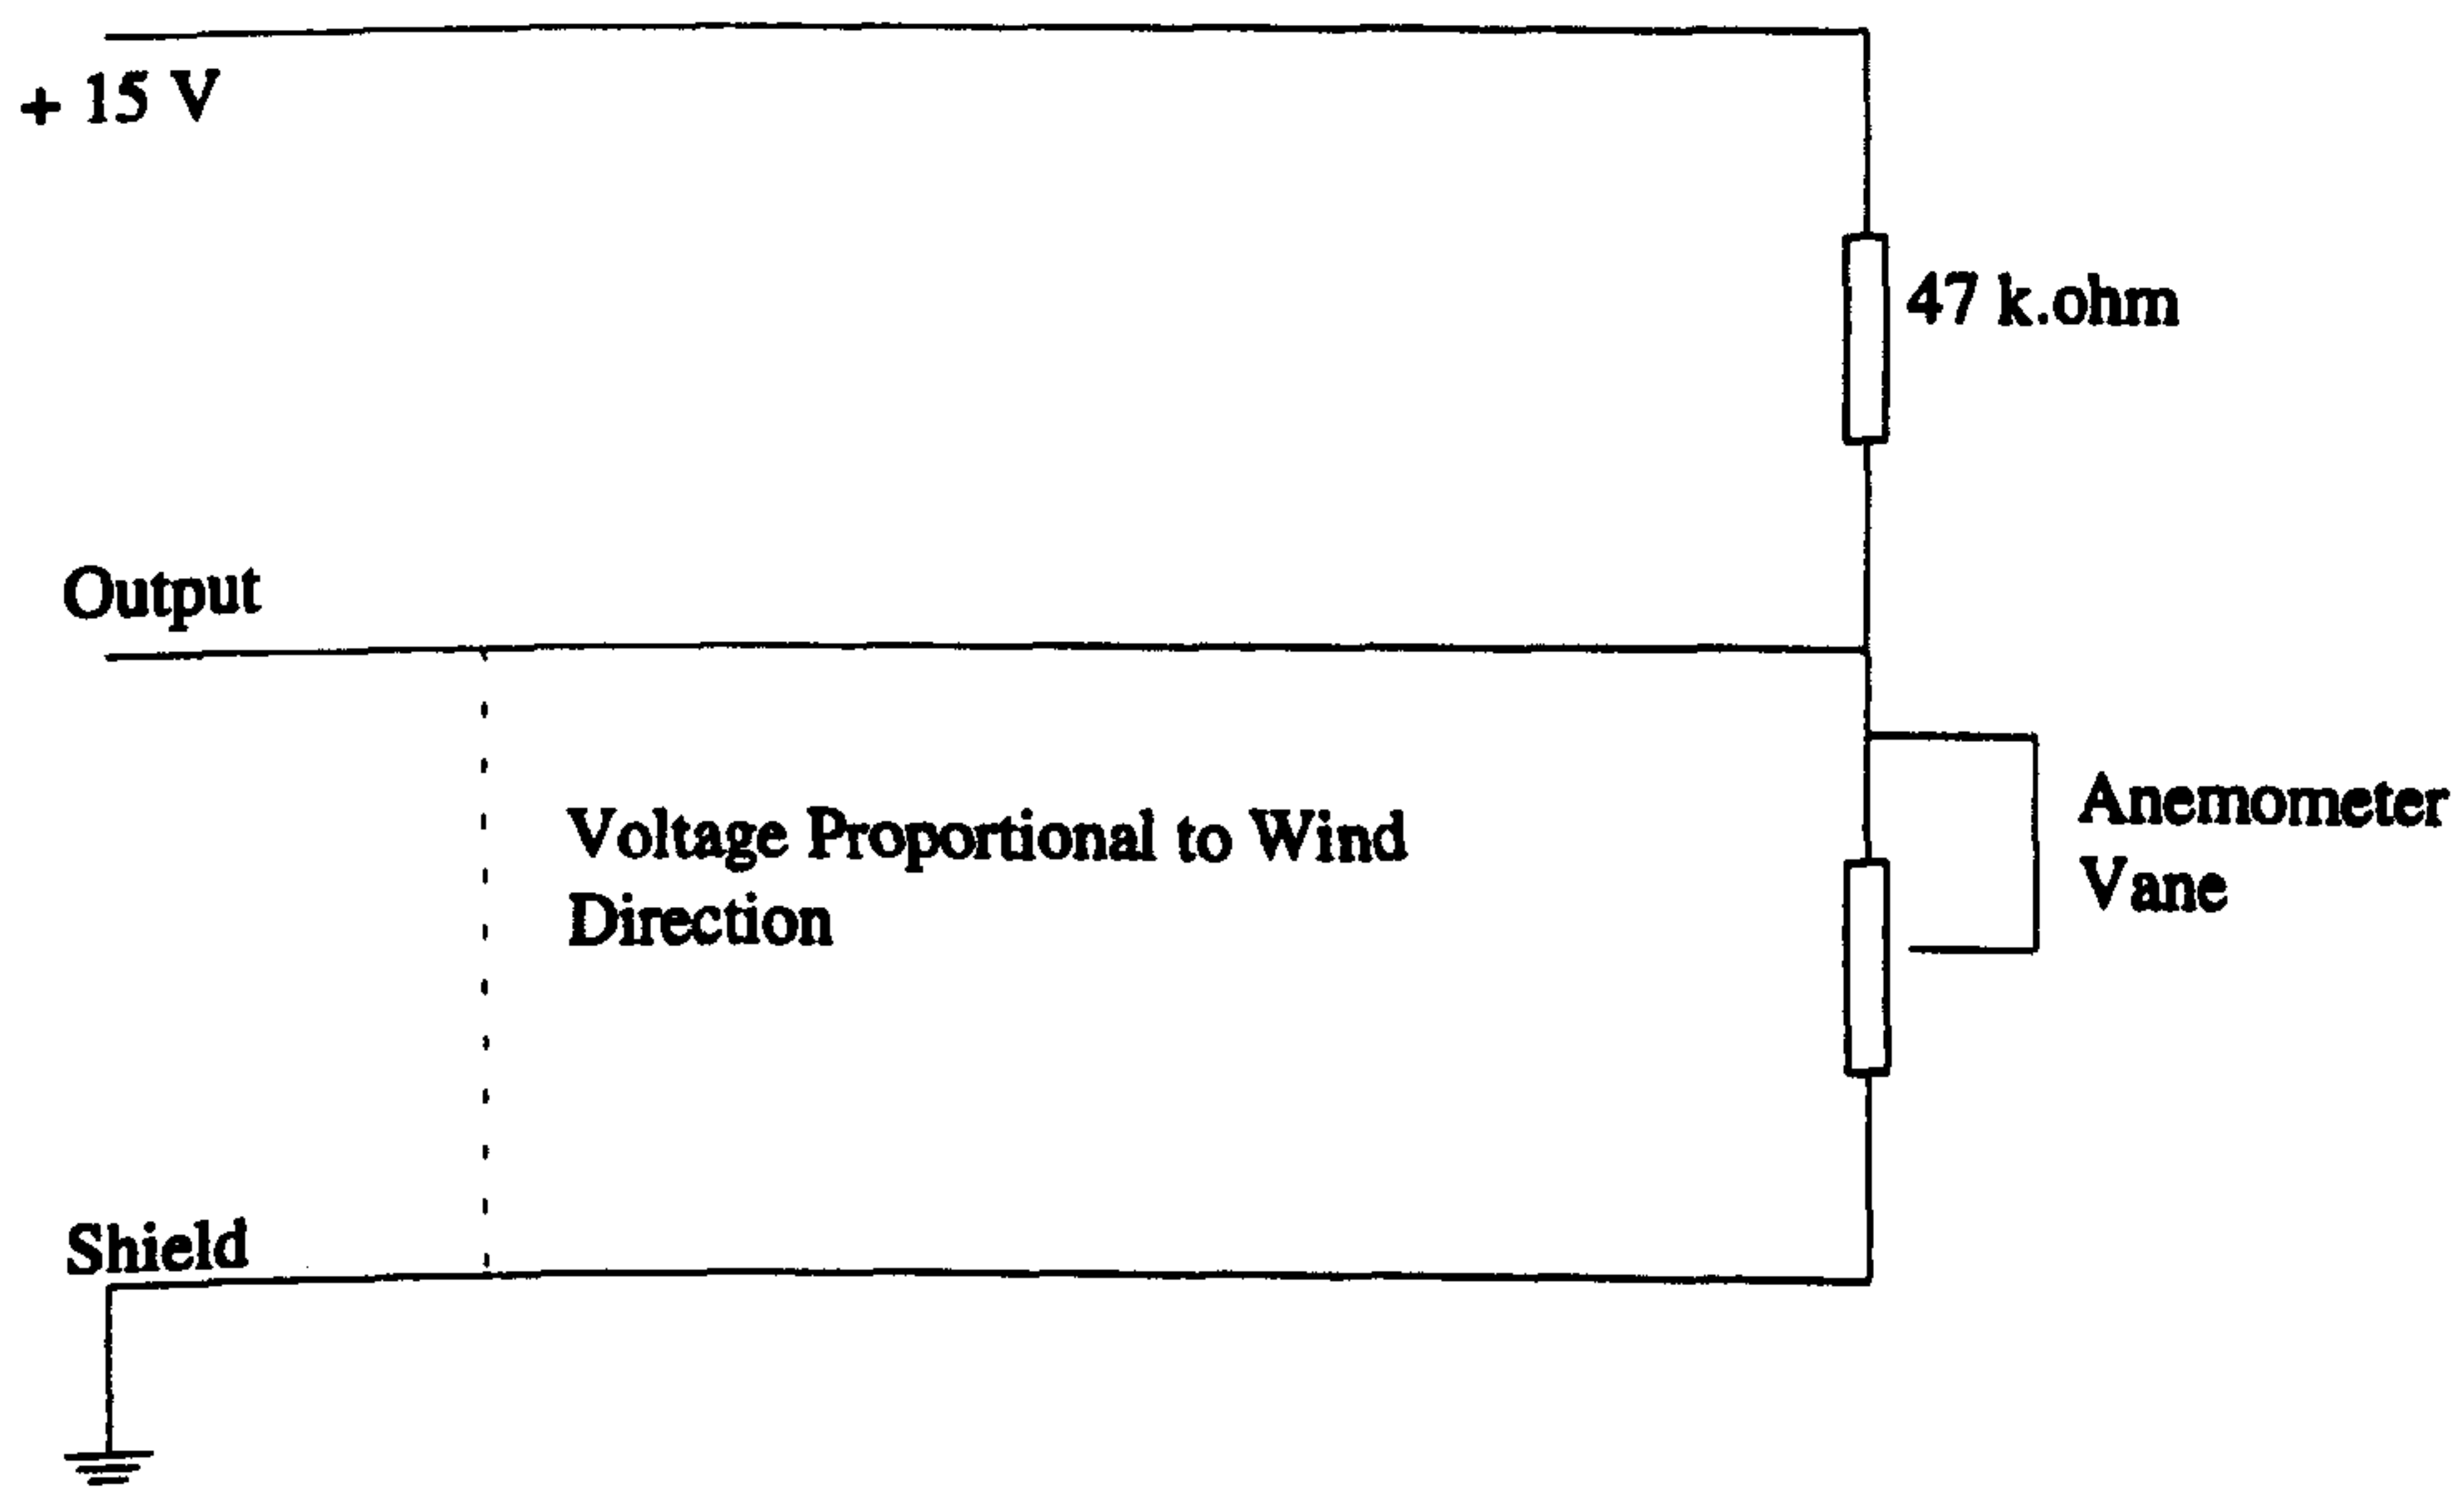 + 15 V
47 k.ohm
Output
Anemometer
Vane
Voltage Proportional to Wind
Direction
Shield